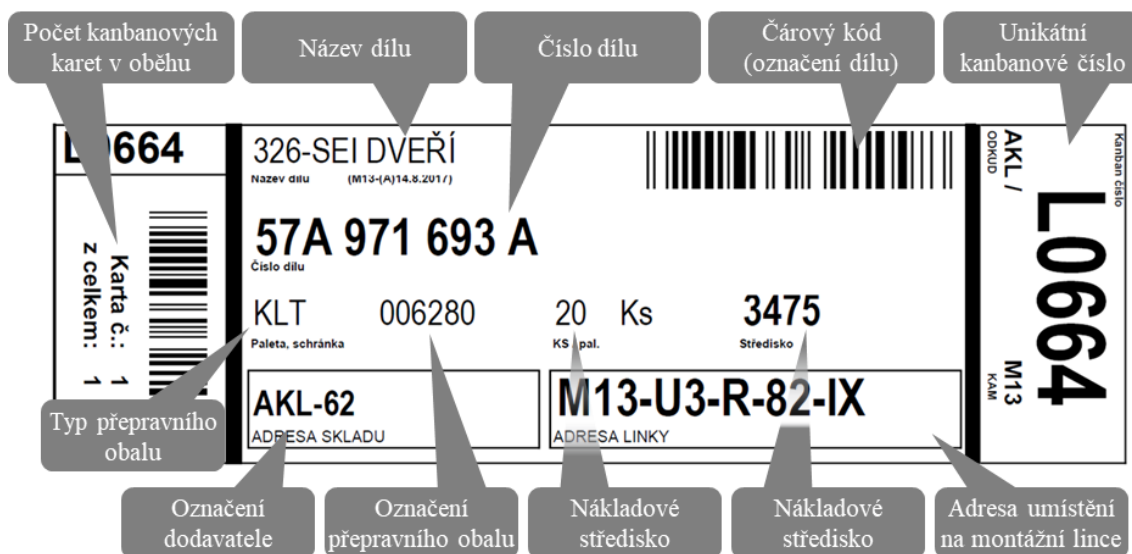 Počet kanbanových
karet v oběhu
Název dílu
Číslo dílu
Čárový kód
(označení dílu)
Unikátní
kanbanové číslo
L0664
326-SEI DVEŘÍ
Název dílu (M13-(A)14.8.2017)
57A 971 693 A
Číslo dílu
KLT 006280 20 Ks 3475
Paleta, schránka KS pal. Středisko
Karta č.: 1
z celkem: 1
AKL-62
ADRESA SKLADU
M13-U3-R-82-IX
ADRESA LINKY
AKL /
ODKUD
M13
KAM
Kanban číslo
L0664
Typ přepravního
obalu
Označení
dodavatele
Označení
přepravního obalu
Nákladové
středisko
Nákladové
středisko
Adresa umístění
na montážní lince